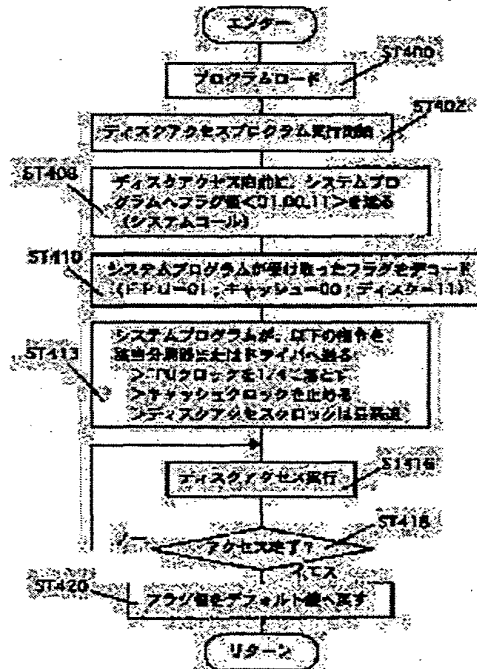 エンター
ST400
プログラムロード
ST402
ディスクアクセスプログラム実行開始
ST408
ディスクアクセス直前に、システムプロ
グラムへフラグ値<01,00,11>を送る
(システムコール)
ST410
システムプログラムが受け取ったフラグをデコード
(FPU=01;キャッシュ=00;ディスク=11)
ST413
システムプログラムが、以下の指令を
該当分周器またはドライバへ送る
クロックを1/4へ落とす
>キャッシュクロックを止める
>ディスクアクセスクロックは最高速
ST416
ディスクアクセス実行
ST418
アクセス終了?
ノー
イエス
ST420
フラグ値をデフォルト値へ戻す
リターン